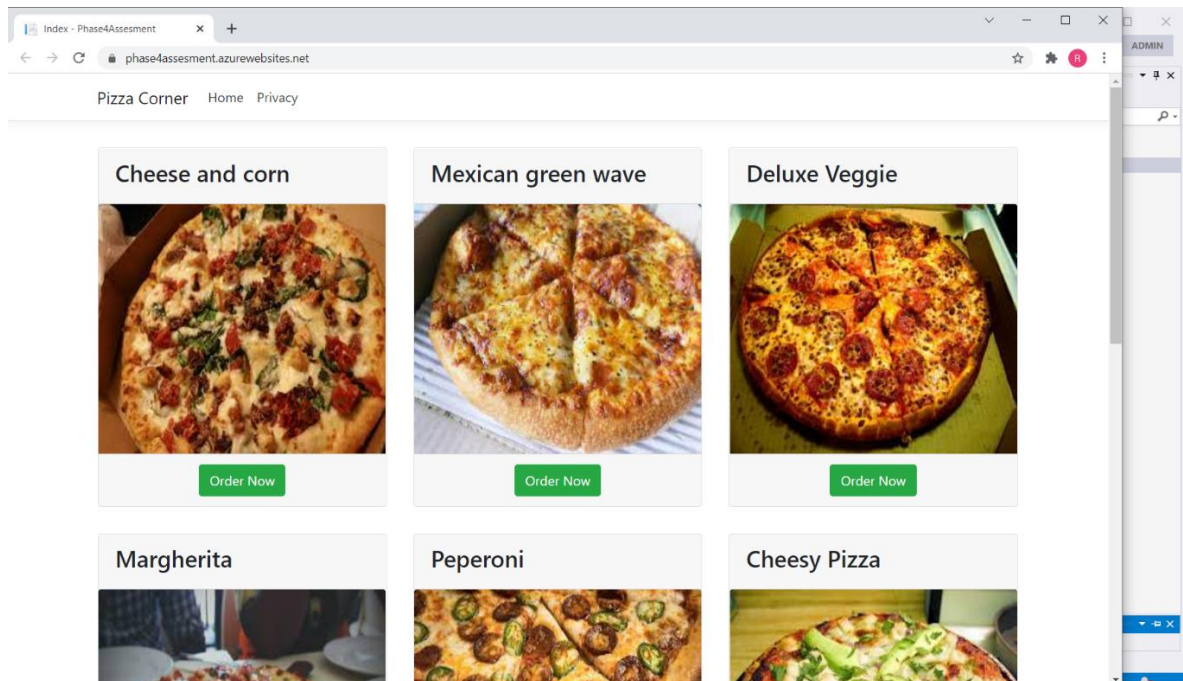 Index - Phase4Assesment
ADMIN
phase4assesment.azurewebsites.net
R
Pizza Corner Home Privacy
Cheese and corn
Mexican green wave
Deluxe Veggie
Order Now
Order Now
Order Now
Margherita
Peperoni
Cheesy Pizza